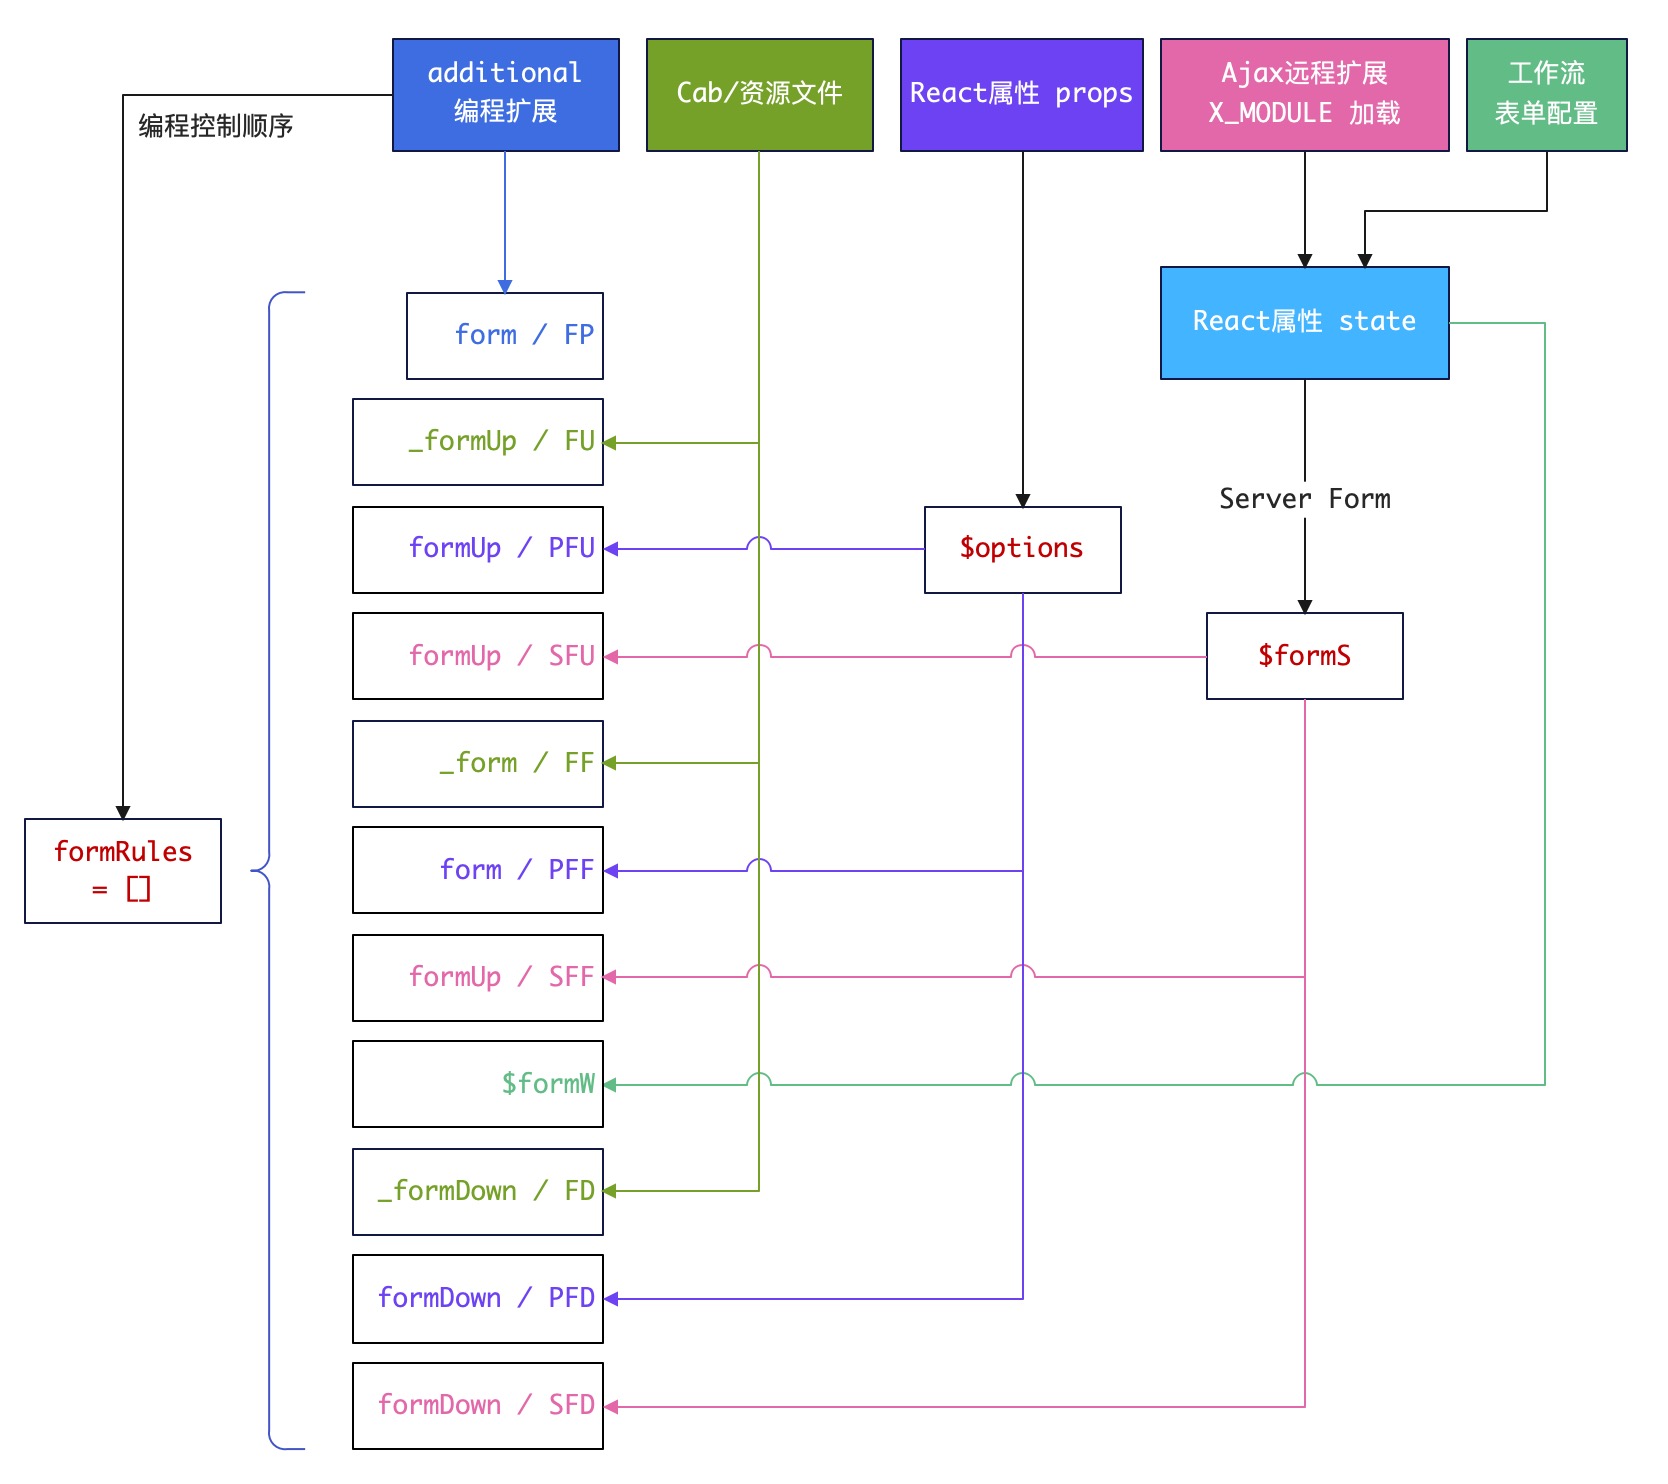 additional
编程扩展
Cab/资源文件
React属性 props
Ajax远程扩展
X_MODULE 加载
工作流
表单配置
编程控制顺序
form / FP
React属性 state
_formUp / FU
Server Form
formUp / PFU
$options
formUp / SFU
$formS
_form / FF
formRules
= []
form / PFF
formUp / SFF
$formW
_formDown / FD
formDown / PFD
formDown / SFD